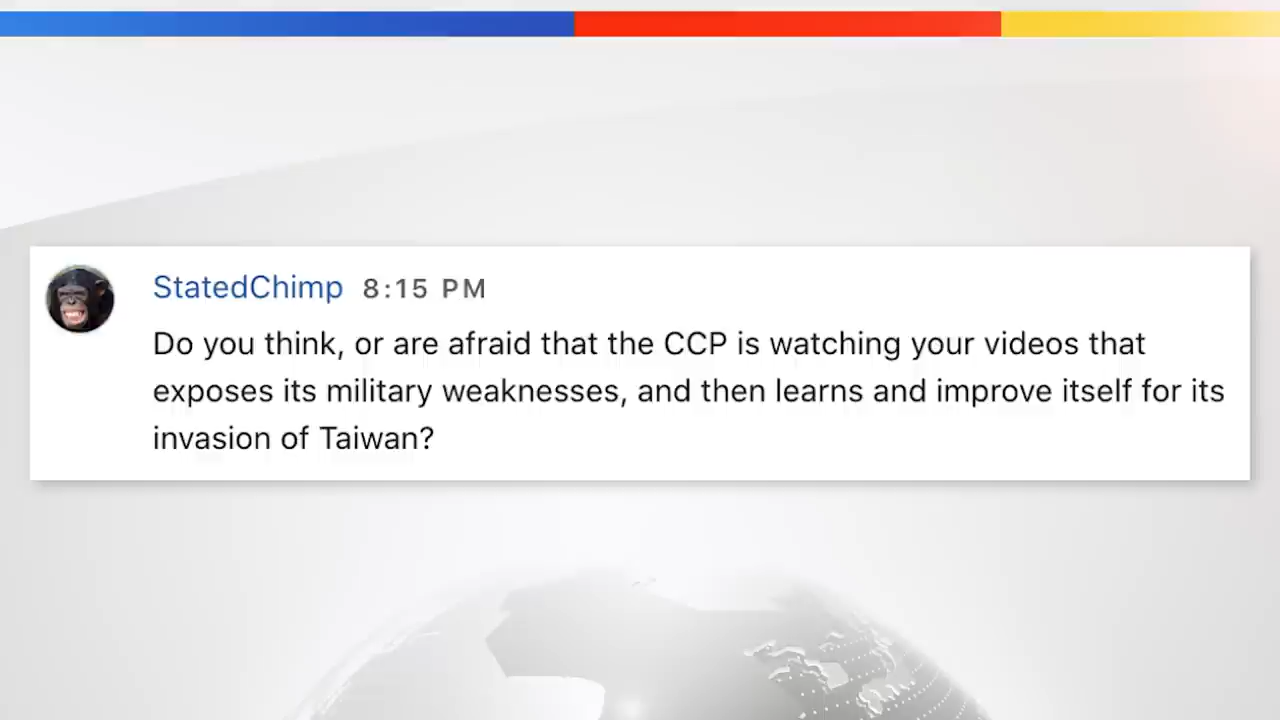 StatedChimp 8:15 PM
Do you think, or are afraid that the CCP is watching your videos that
exposes its military weaknesses, and then learns and improve itself for its
invasion of Taiwan?